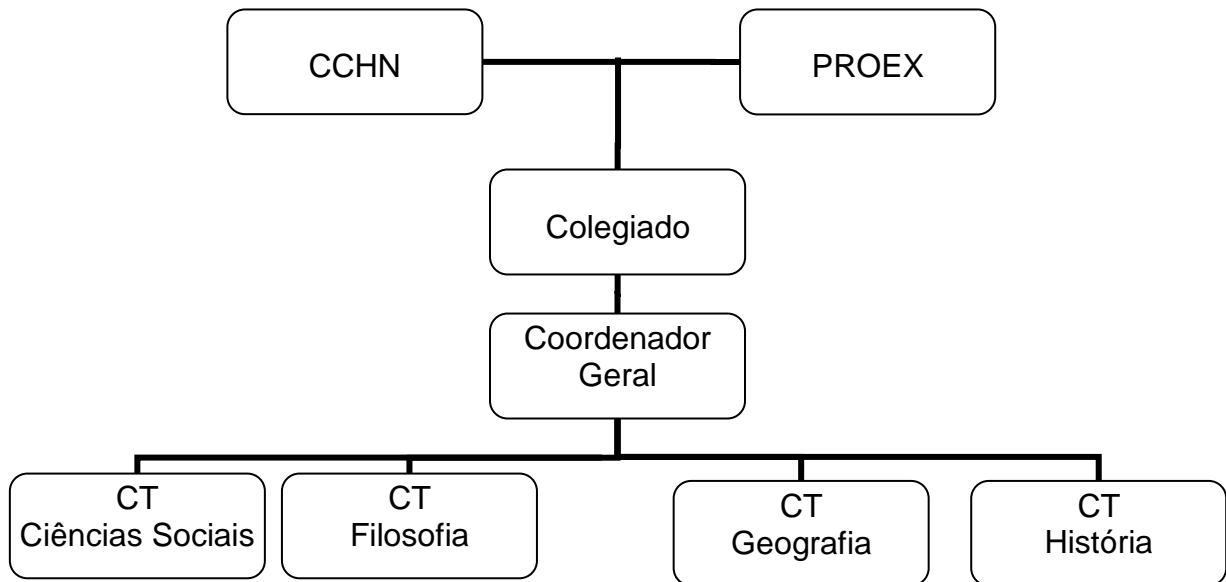 CCHN
PROEX
Colegiado
Coordenador
Geral
CT
Ciências Sociais
CT
Filosofia
CT
Geografia
CT
História